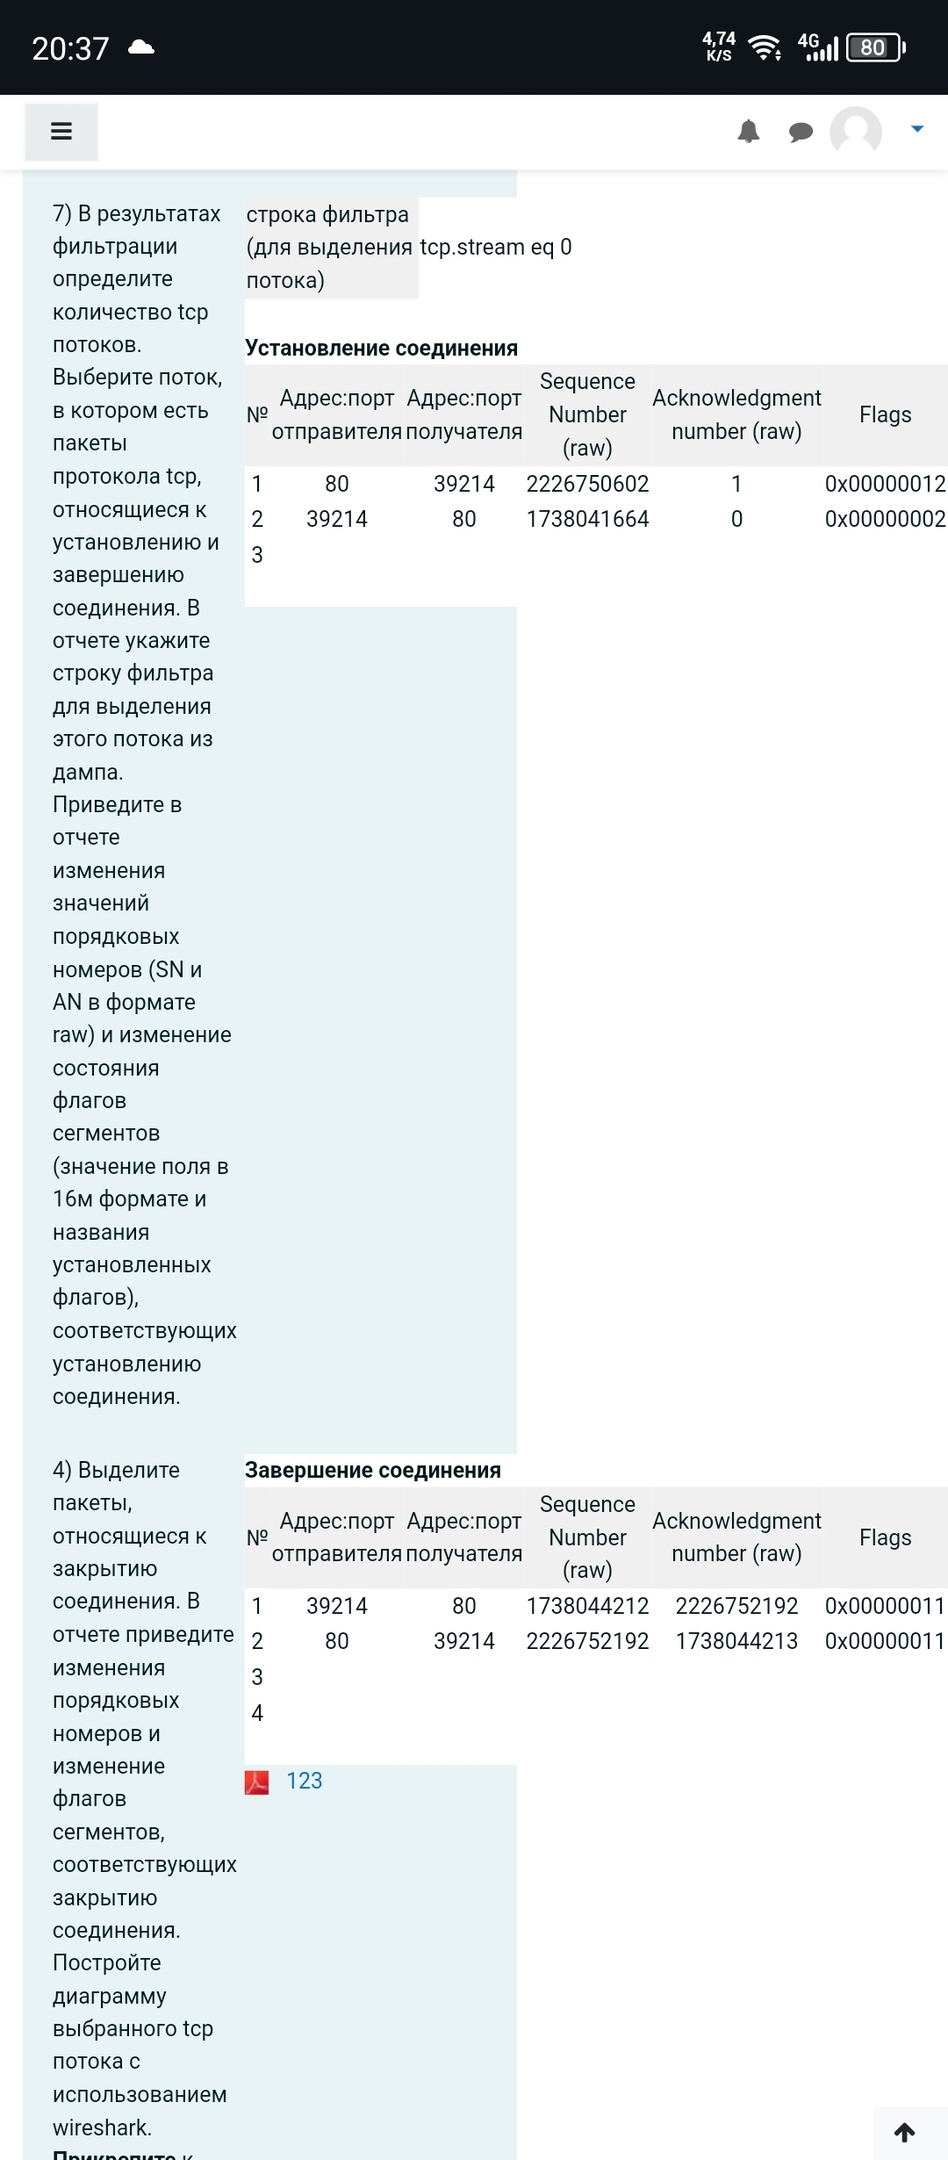 20:37
4,74 K/S 4G 80
7) В результатах
фильтрации
определите
количество tcp
потоков.
Выберите поток,
в котором есть
пакеты
протокола tcp,
относящиеся к
установлению и
завершению
соединения. В
отчете укажите
строку фильтра
для выделения
этого потока из
дампа.
Приведите в
отчете
изменения
значений
порядковых
номеров (SN и
AN в формате
raw) и изменение
состояния
флагов
сегментов
(значение поля в
16м формате и
названия
установленных
флагов),
соответствующих
установлению
соединения.
строка фильтра
(для выделения tcp.stream eq 0
потока)
Установление соединения
№ Адрес:порт отправителя Адрес:порт получателя Sequence Number (raw) Acknowledgment number (raw) Flags
1 80 39214 2226750602 1 0x00000012
2 39214 80 1738041664 0 0x00000002
3
4) Выделите
пакеты,
относящиеся к
закрытию
соединения. В
отчете приведите
изменения
порядковых
номеров и
изменение
флагов
сегментов,
соответствующих
закрытию
соединения.
Постройте
диаграмму
выбранного tcp
потока с
использованием
wireshark.
Прикрепите к
Завершение соединения
№ Адрес:порт отправителя Адрес:порт получателя Sequence Number (raw) Acknowledgment number (raw) Flags
1 39214 80 1738044212 2226752192 0x00000011
2 80 39214 2226752192 1738044213 0x00000011
3
4
123